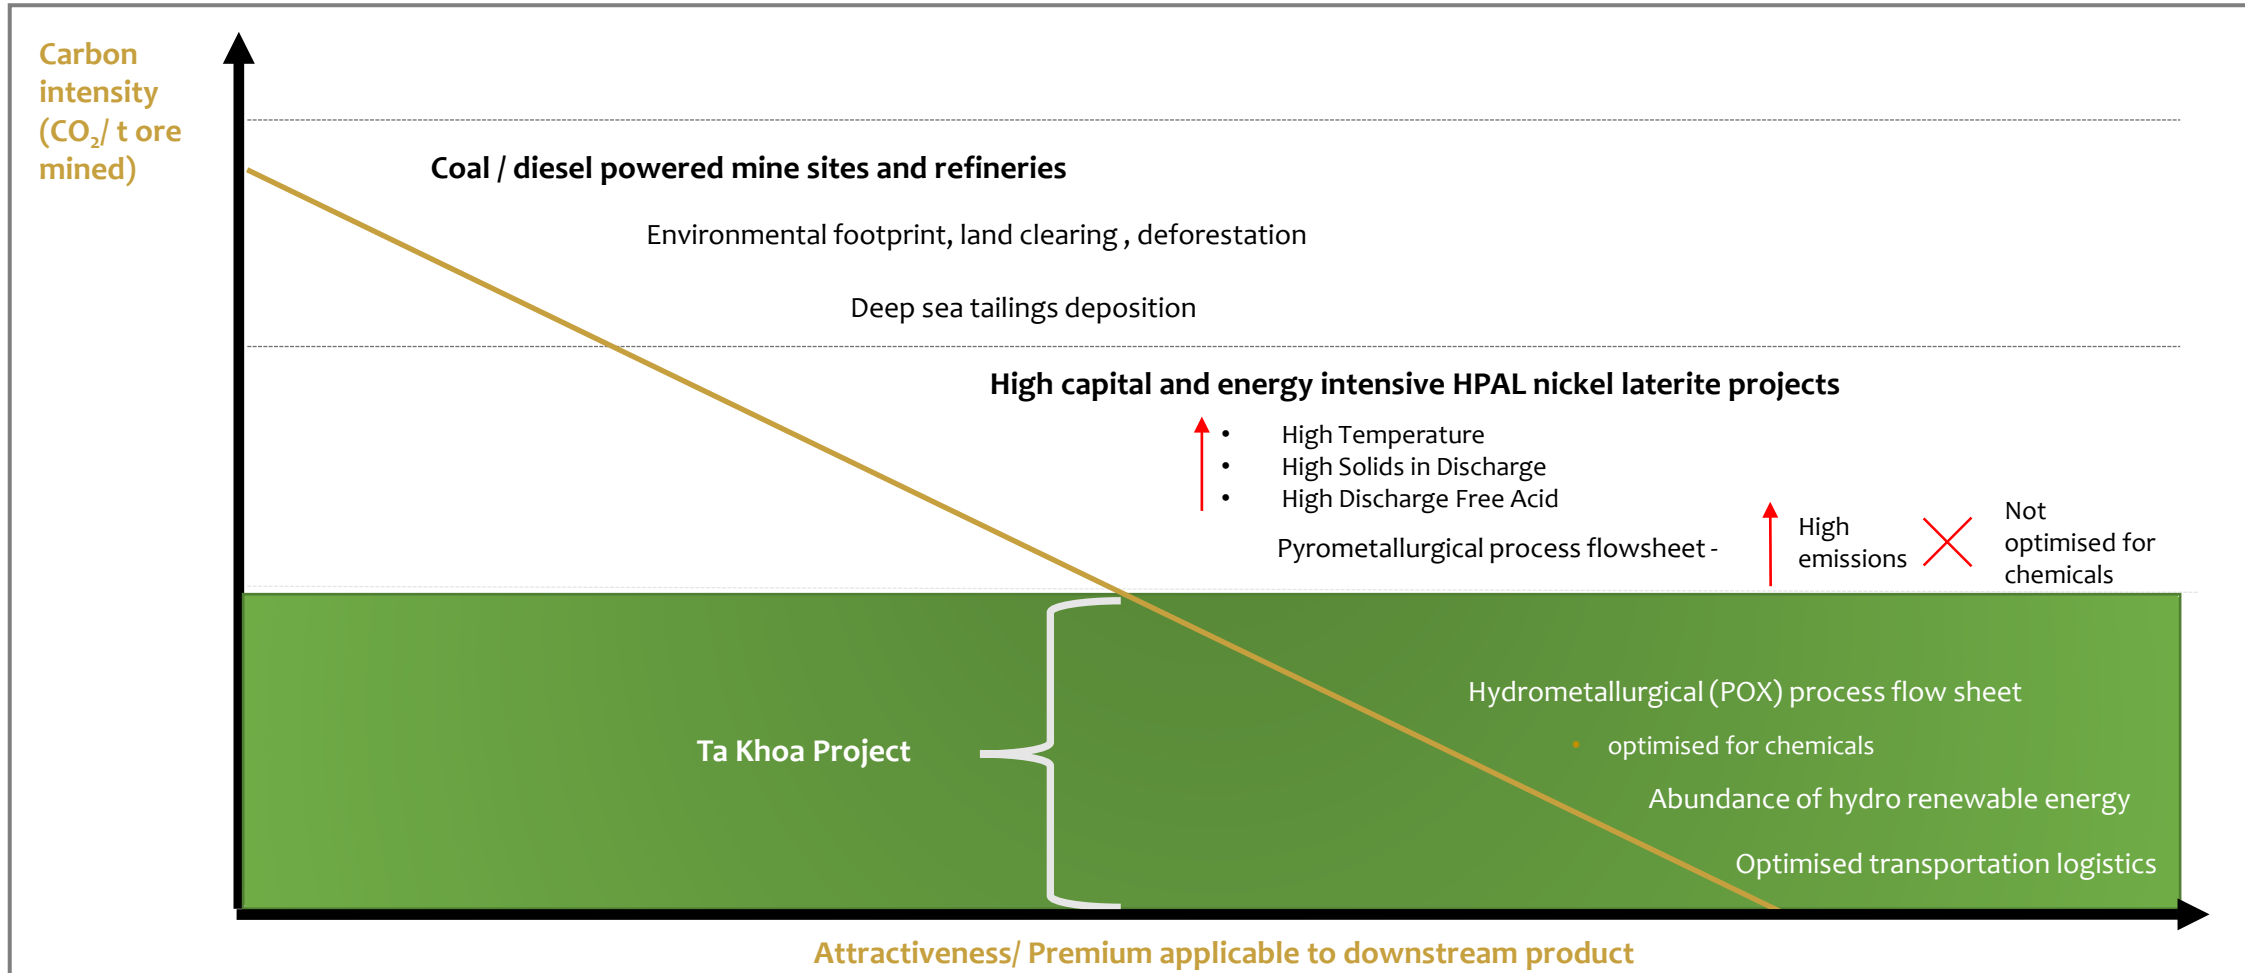 Carbon
intensity
(CO₂/ t ore
mined)
Coal / diesel powered mine sites and refineries
Environmental footprint, land clearing , deforestation
Deep sea tailings deposition
High capital and energy intensive HPAL nickel laterite projects
• High Temperature
• High Solids in Discharge
• High Discharge Free Acid
Pyrometallurgical process flowsheet -
High
emissions
Not
optimised for
chemicals
Ta Khoa Project
Hydrometallurgical (POX) process flow sheet
• optimised for chemicals
Abundance of hydro renewable energy
Optimised transportation logistics
Attractiveness/ Premium applicable to downstream product